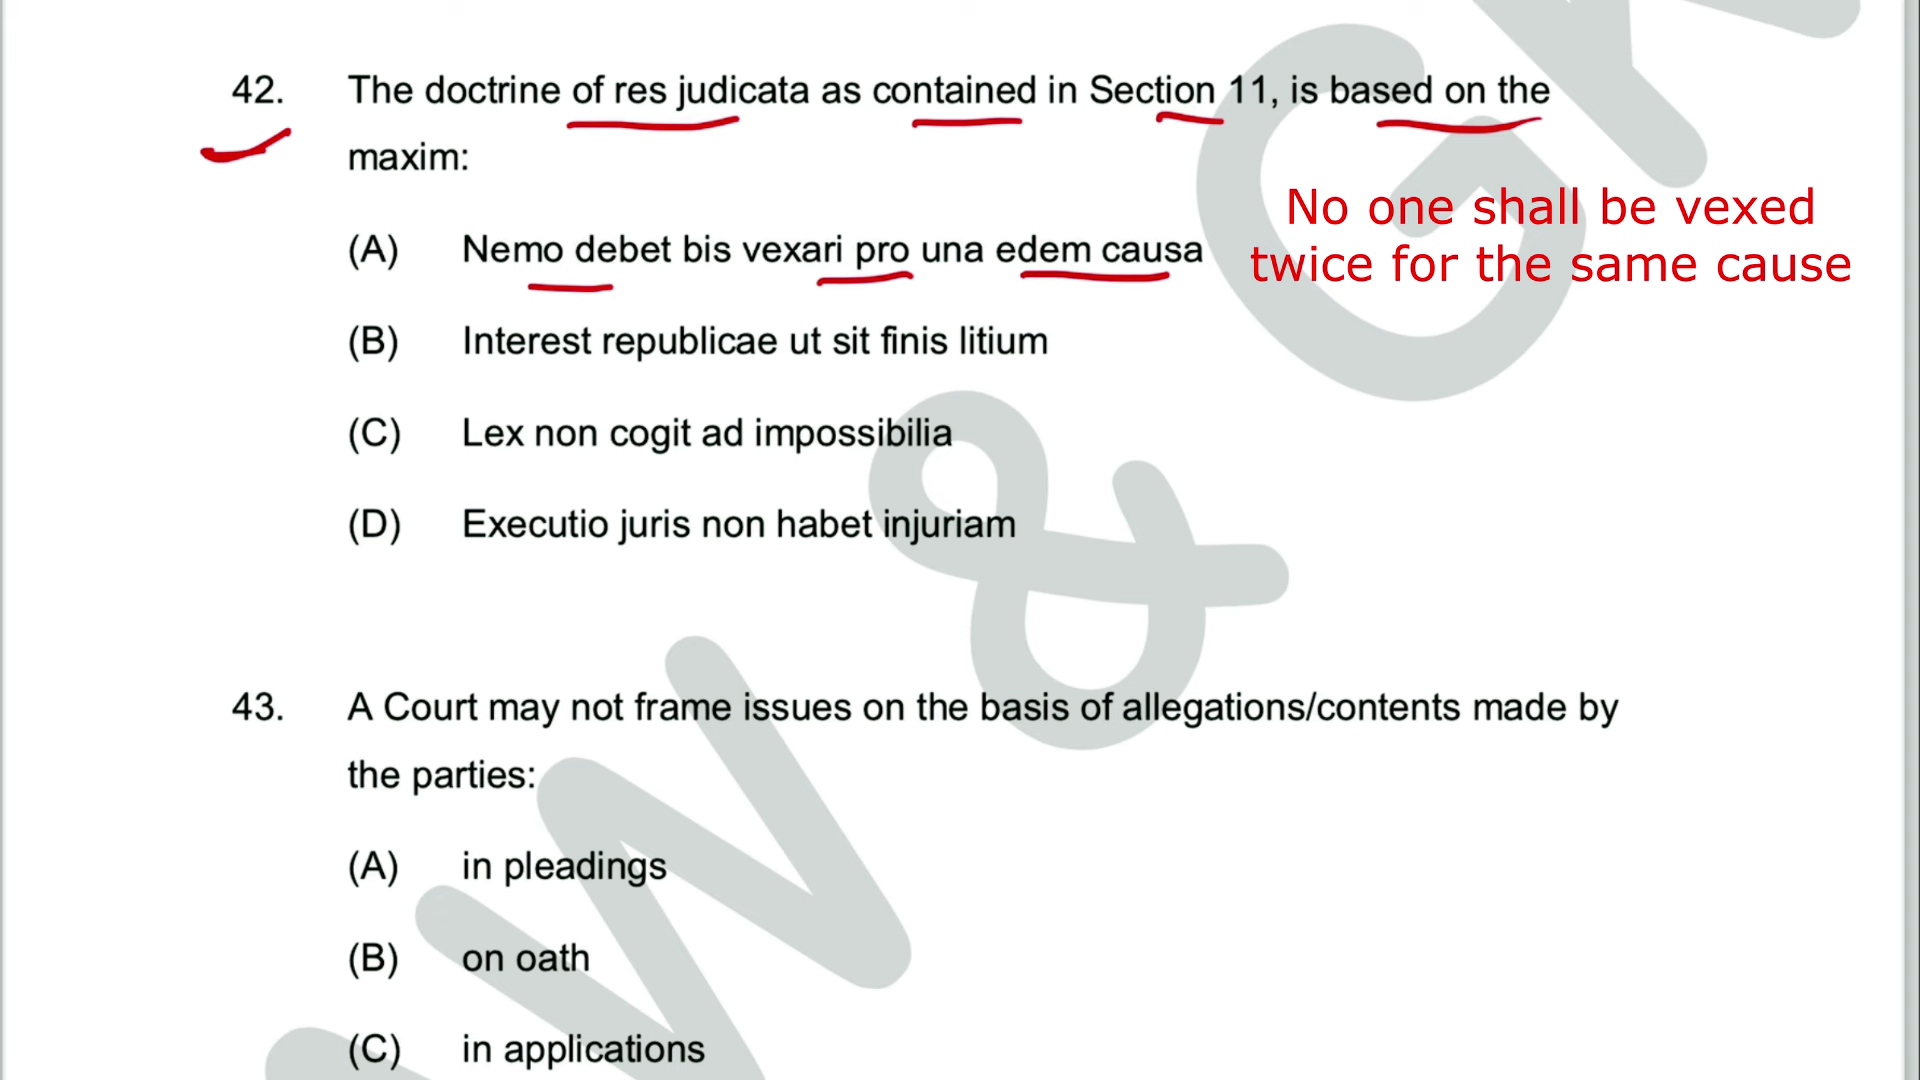 42. The doctrine of res judicata as contained in Section 11, is based on the
maxim:
(A) Nemo debet bis vexari pro una edem causa
No one shall be vexed
twice for the same cause
(B) Interest republicae ut sit finis litium
(C) Lex non cogit ad impossibilia
(D) Executio juris non habet injuriam
43. A Court may not frame issues on the basis of allegations/contents made by
the parties:
(A) in pleadings
(B) on oath
(C) in applications
W & GK